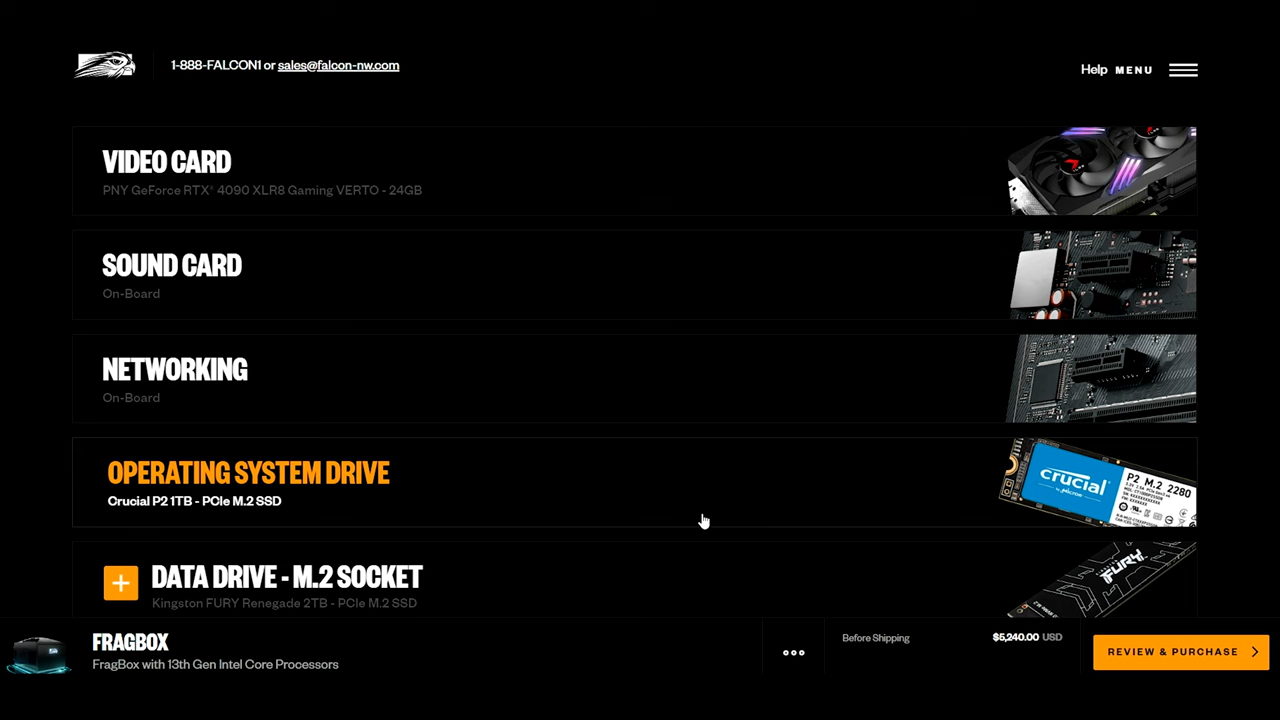 1-888-FALCON1 or sales@falcon-nw.com
Help MENU
VIDEO CARD
PNY GeForce RTX® 4090 XLR8 Gaming VERTO - 24GB
SOUND CARD
On-Board
NETWORKING
On-Board
OPERATING SYSTEM DRIVE
Crucial P2 1TB - PCIe M.2 SSD
crucial
by Micron
P2 M.2 2280
DATA DRIVE - M.2 SOCKET
Kingston FURY Renegade 2TB - PCIe M.2 SSD
FURY
FRAGBOX
FragBox with 13th Gen Intel Core Processors
Before Shipping
$5,240.00 USD
REVIEW & PURCHASE